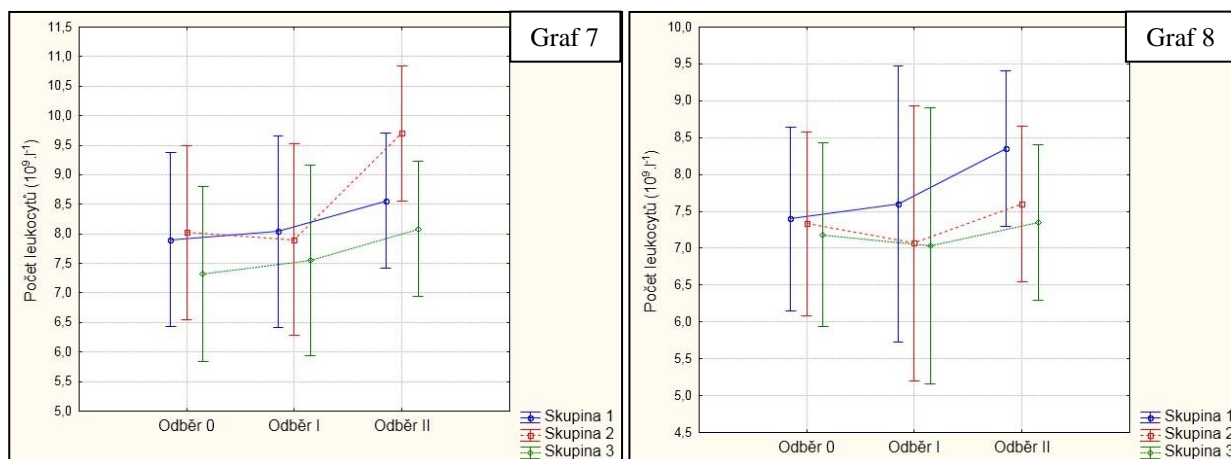 Graf 7
11,5
11,0
10,5
10,0
9,5
9,0
8,5
8,0
7,5
7,0
6,5
6,0
5,5
5,0
Počet leukocytů (10⁹.l⁻¹)
Odběr 0 Odběr I Odběr II
Skupina 1
Skupina 2
Skupina 3
Graf 8
10,0
9,5
9,0
8,5
8,0
7,5
7,0
6,5
6,0
5,5
5,0
4,5
Počet leukocytů (10⁹.l⁻¹)
Odběr 0 Odběr I Odběr II
Skupina 1
Skupina 2
Skupina 3